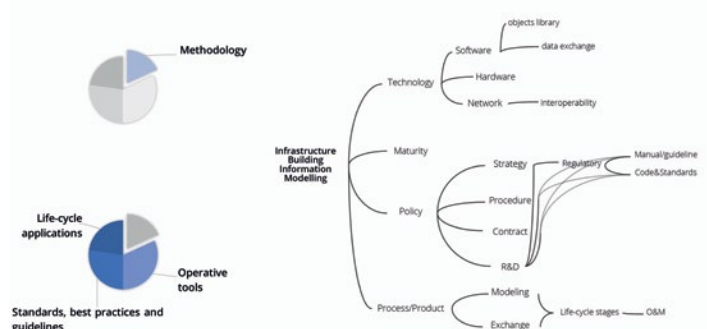 Methodology
Life-cycle
applications
Operative
tools
Standards, best practices and
guidelines
Infrastructure
Building
Information
Modelling
Technology
Software
objects library
data exchange
Hardware
Network
Interoperability
Maturity
Policy
Strategy
Regulatory
Manual/guideline
Code&Standards
Procedure
Contract
R&D
Process/Product
Modeling
Exchange
Life-cycle stages
O&M